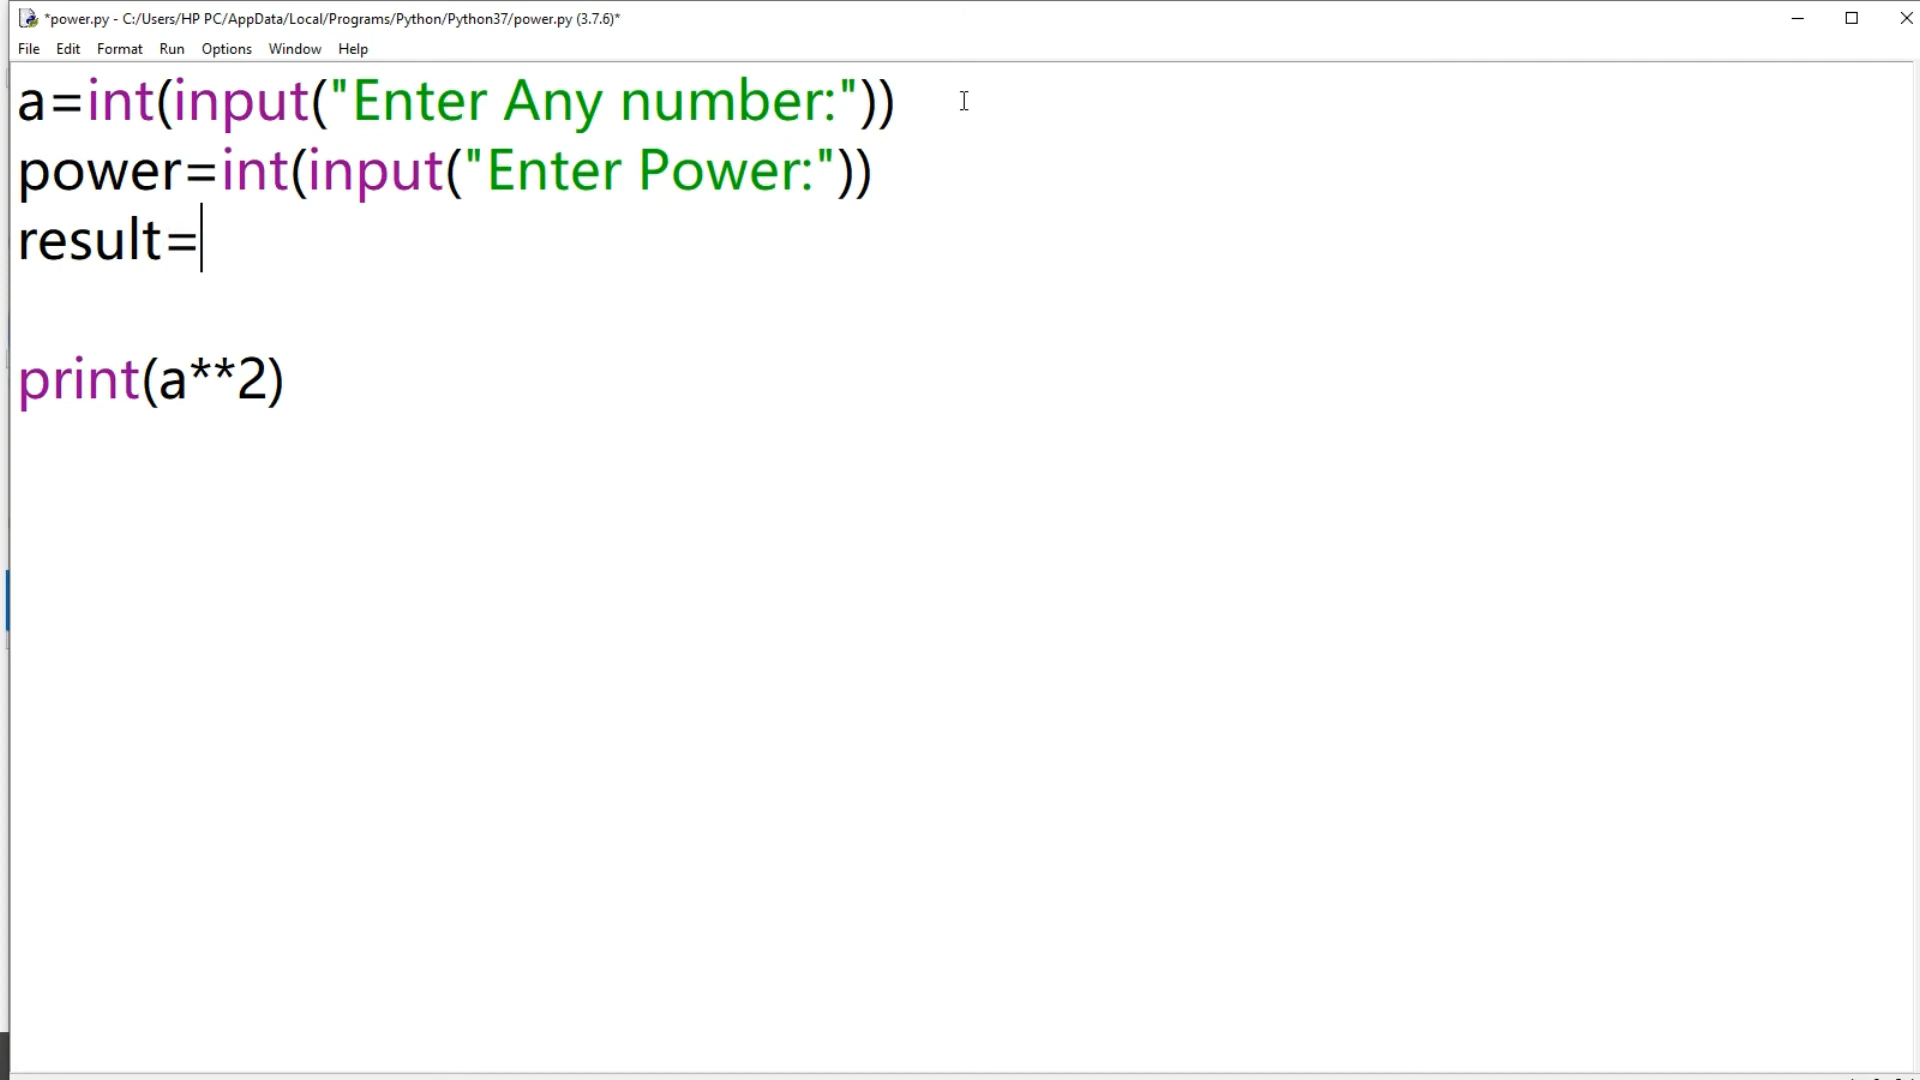 *power.py - C:/Users/HP PC/AppData/Local/Programs/Python/Python37/power.py (3.7.6)*
File Edit Format Run Options Window Help
a=int(input("Enter Any number:"))
power=int(input("Enter Power:"))
result=
print(a**2)